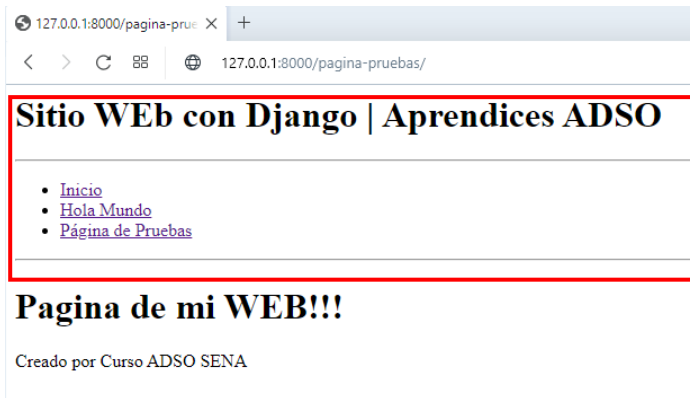 127.0.0.1:8000/pagina-prue
127.0.0.1:8000/pagina-pruebas/
Sitio WEb con Django | Aprendices ADSO
Inicio
Hola Mundo
Página de Pruebas
Pagina de mi WEB!!!
Creado por Curso ADSO SENA